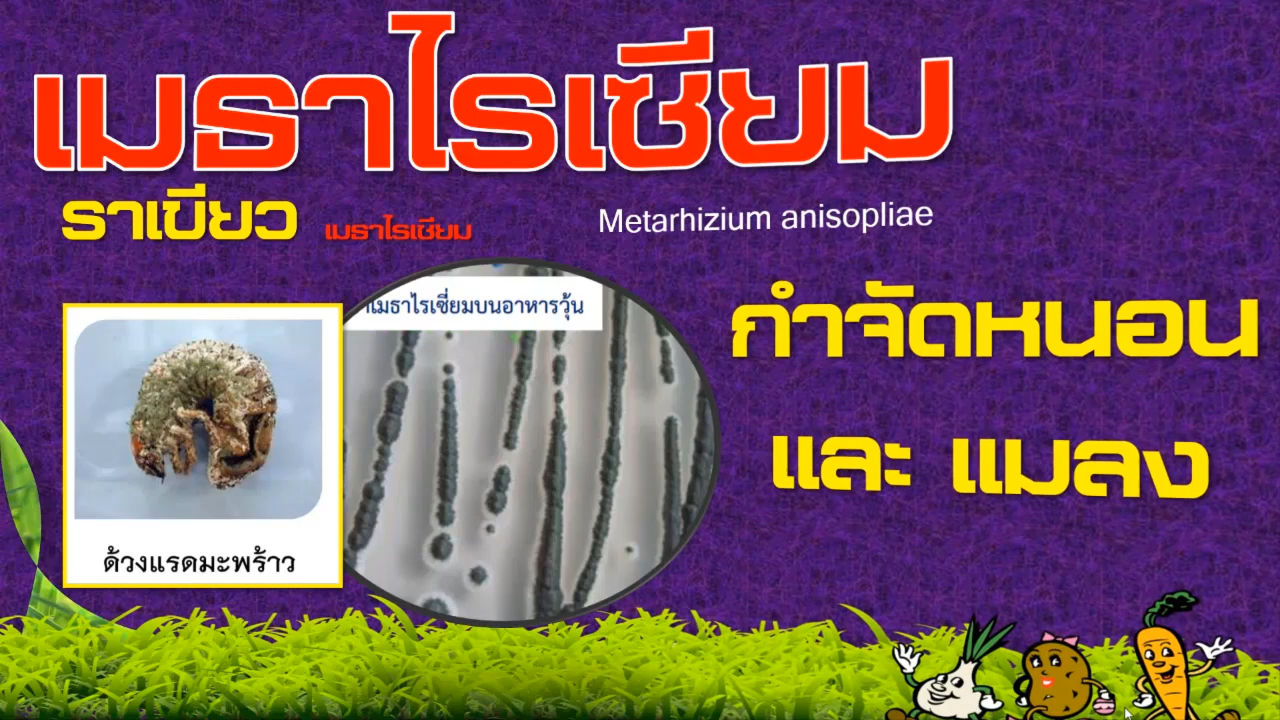 เมธาไรเซียม
ราเขียว เมธาไรเซียม Metarhizium anisopliae
เมธาไรเซี่ยมบนอาหารวุ้น
กำจัดหนอน
และ แมลง
ด้วงแรดมะพร้าว